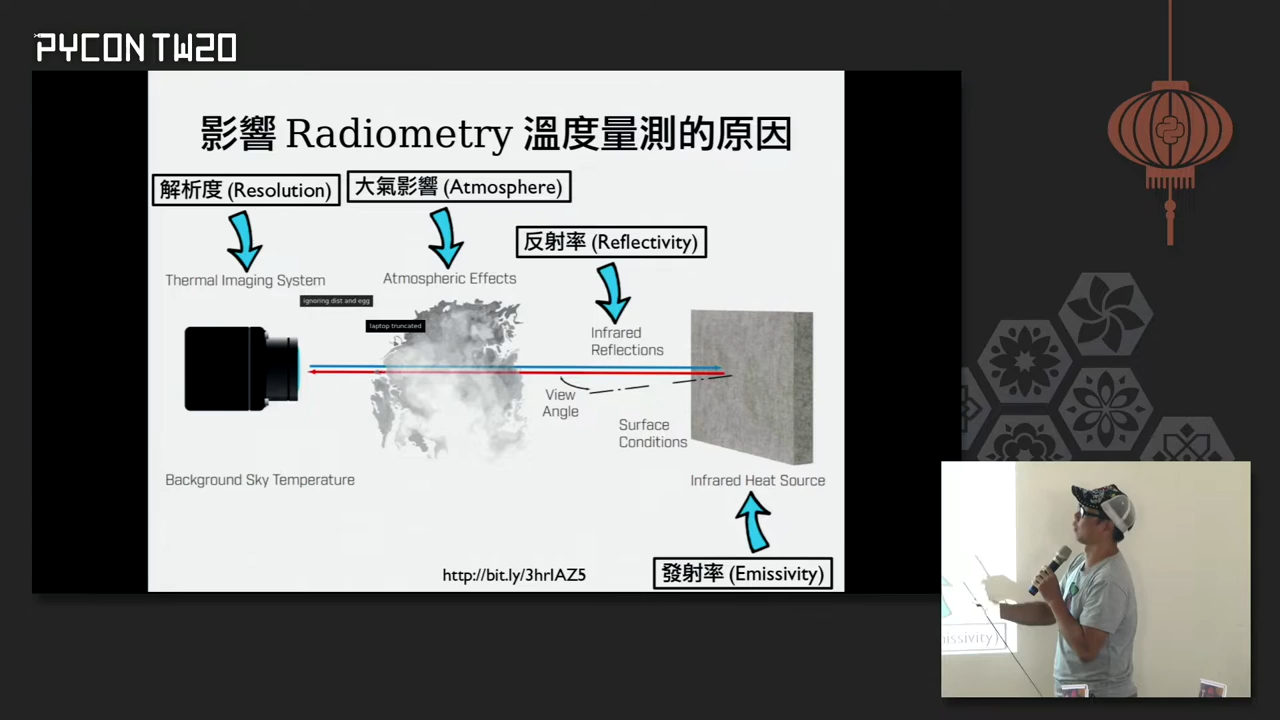 PYCON TW20
影響 Radiometry 溫度量測的原因
解析度 (Resolution)
大氣影響 (Atmosphere)
反射率 (Reflectivity)
Thermal Imaging System
Atmospheric Effects
ignoring dist and egg
laptop truncated
Infrared
Reflections
View
Angle
Surface
Conditions
Background Sky Temperature
Infrared Heat Source
http://bit.ly/3hrIAZ5
發射率 (Emissivity)
missivity)